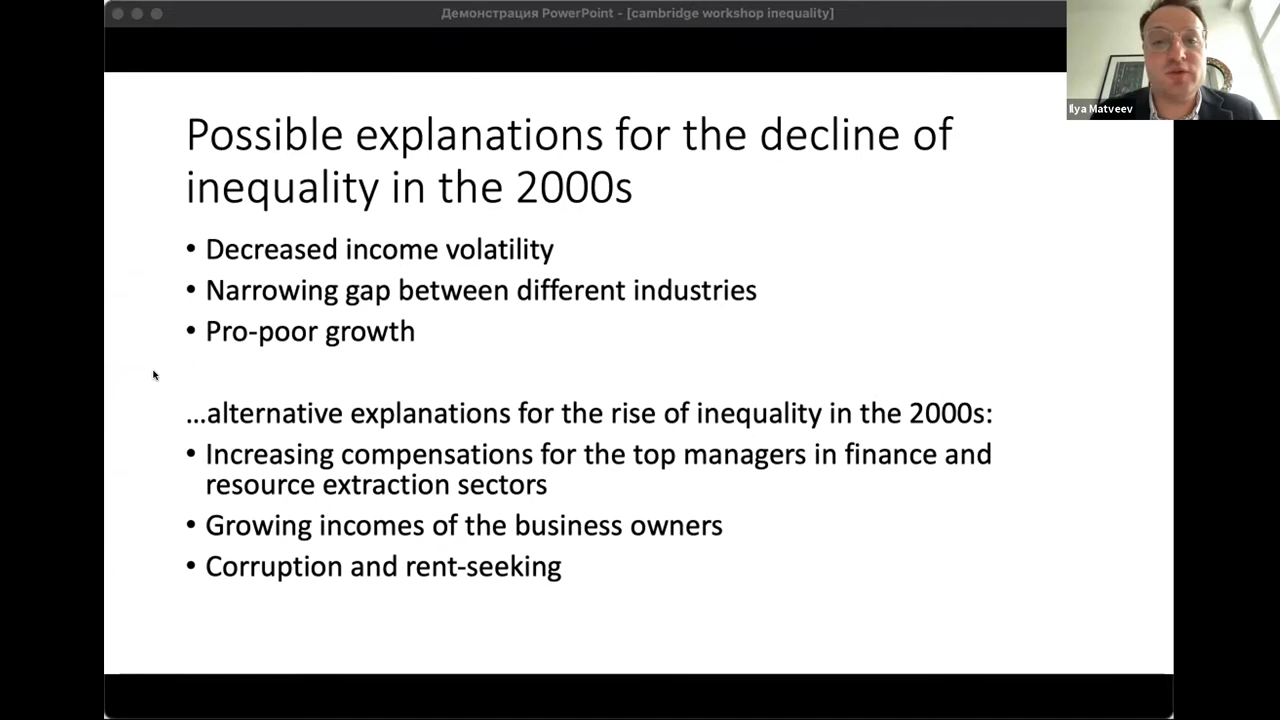 Демонстрация PowerPoint - [cambridge workshop inequality]
Ilya Matveev
Possible explanations for the decline of
inequality in the 2000s
• Decreased income volatility
• Narrowing gap between different industries
• Pro-poor growth
...alternative explanations for the rise of inequality in the 2000s:
• Increasing compensations for the top managers in finance and
resource extraction sectors
• Growing incomes of the business owners
• Corruption and rent-seeking